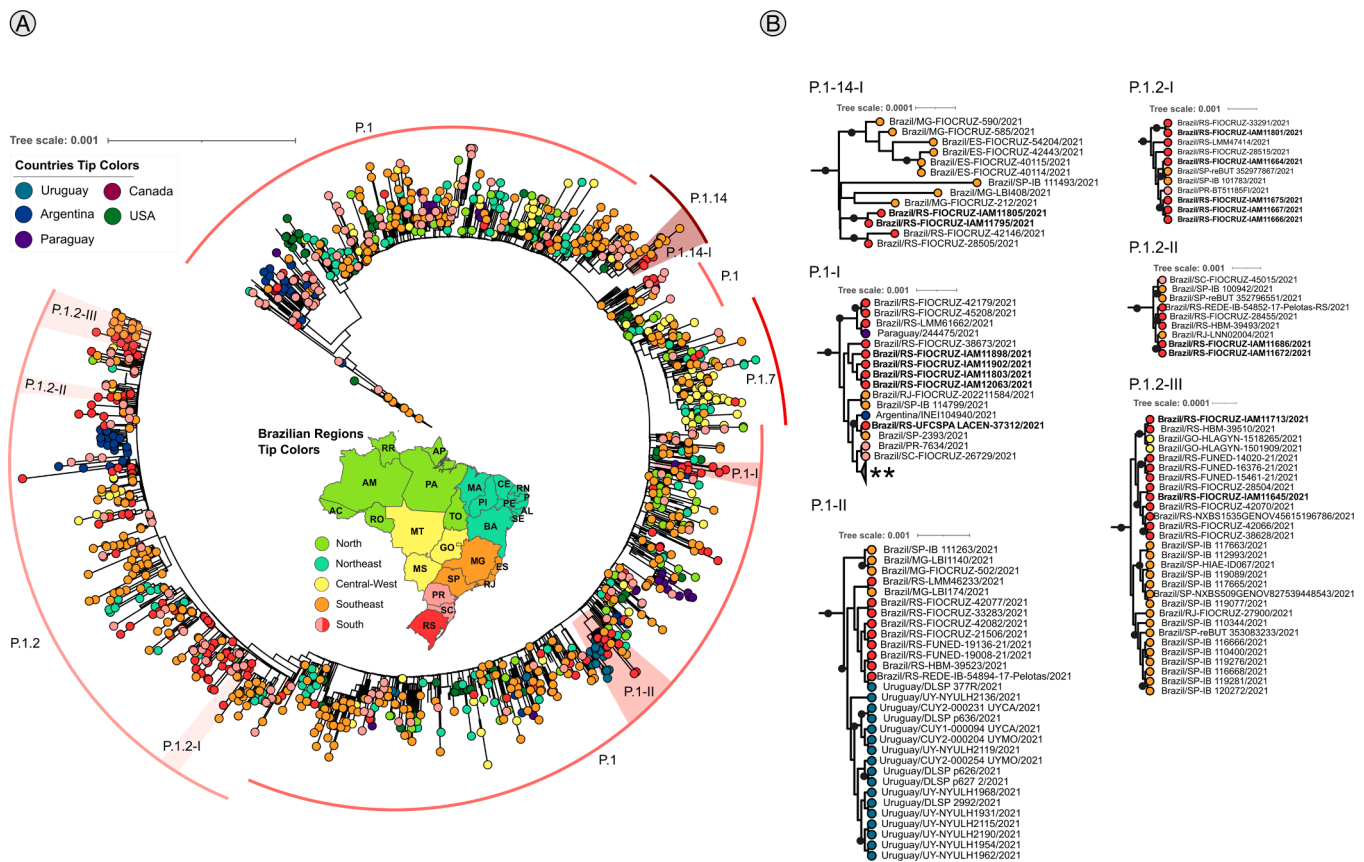 A
B
Tree scale: 0.001
Countries Tip Colors
Uruguay
Canada
Argentina
USA
Paraguay
P.1
P.1.14
P.1.14-I
P.1
P.1.7
P.1-I
P.1-II
P.1
P.1.2-I
P.1.2
P.1.2-II
P.1.2-III
Brazilian Regions
Tip Colors
RR
AP
AM
PA
MA
CE
RN
P
PI
PE
AL
SE
AC
RO
TO
BA
MT
GO
MS
MG
ES
SP
RJ
PR
SC
RS
North
Northeast
Central-West
Southeast
South
P.1-14-I
Tree scale: 0.0001
Brazil/MG-FIOCRUZ-590/2021
Brazil/MG-FIOCRUZ-585/2021
Brazil/ES-FIOCRUZ-54204/2021
Brazil/ES-FIOCRUZ-42443/2021
Brazil/ES-FIOCRUZ-40115/2021
Brazil/ES-FIOCRUZ-40114/2021
Brazil/SP-IB 111493/2021
Brazil/MG-LBI408/2021
Brazil/MG-FIOCRUZ-212/2021
Brazil/RS-FIOCRUZ-IAM11805/2021
Brazil/RS-FIOCRUZ-IAM11795/2021
Brazil/RS-FIOCRUZ-42146/2021
Brazil/RS-FIOCRUZ-28505/2021
P.1-I
Tree scale: 0.001
Brazil/RS-FIOCRUZ-42179/2021
Brazil/RS-FIOCRUZ-45208/2021
Brazil/RS-LMM61662/2021
Paraguay/244475/2021
Brazil/RS-FIOCRUZ-38673/2021
Brazil/RS-FIOCRUZ-IAM11898/2021
Brazil/RS-FIOCRUZ-IAM11902/2021
Brazil/RS-FIOCRUZ-IAM11803/2021
Brazil/RS-FIOCRUZ-IAM12063/2021
Brazil/RJ-FIOCRUZ-202211584/2021
Brazil/SP-IB 114799/2021
Argentina/INEI104940/2021
Brazil/RS-UFCSPA LACEN-37312/2021
Brazil/SP-2393/2021
Brazil/PR-7634/2021
Brazil/SC-FIOCRUZ-26729/2021
**
P.1-II
Tree scale: 0.001
Brazil/SP-IB 111263/2021
Brazil/MG-LBI1140/2021
Brazil/MG-FIOCRUZ-502/2021
Brazil/RS-LMM46233/2021
Brazil/MG-LBI174/2021
Brazil/RS-FIOCRUZ-42077/2021
Brazil/RS-FIOCRUZ-33283/2021
Brazil/RS-FIOCRUZ-42082/2021
Brazil/RS-FIOCRUZ-21506/2021
Brazil/RS-FUNED-19136-21/2021
Brazil/RS-FUNED-19008-21/2021
Brazil/RS-HBM-39523/2021
Brazil/RS-REDE-IB-54894-17-Pelotas/2021
Uruguay/DLSP 377R/2021
Uruguay/UY-NYULH2136/2021
Uruguay/CUY2-000231 UYCA/2021
Uruguay/DLSP p636/2021
Uruguay/CUY1-000094 UYCA/2021
Uruguay/CUY2-000204 UYMO/2021
Uruguay/UY-NYULH2119/2021
Uruguay/CUY2-000254 UYMO/2021
Uruguay/DLSP p626/2021
Uruguay/DLSP p627 2/2021
Uruguay/UY-NYULH1968/2021
Uruguay/DLSP 2992/2021
Uruguay/UY-NYULH1931/2021
Uruguay/UY-NYULH2115/2021
Uruguay/UY-NYULH2190/2021
Uruguay/UY-NYULH1954/2021
Uruguay/UY-NYULH1962/2021
P.1.2-I
Tree scale: 0.001
Brazil/RS-FIOCRUZ-33291/2021
Brazil/RS-FIOCRUZ-IAM11801/2021
Brazil/RS-LMM47414/2021
Brazil/RS-FIOCRUZ-28515/2021
Brazil/RS-FIOCRUZ-IAM11664/2021
Brazil/SP-reBUT 352977867/2021
Brazil/SP-IB 101783/2021
Brazil/PR-BT51185FI/2021
Brazil/RS-FIOCRUZ-IAM11675/2021
Brazil/RS-FIOCRUZ-IAM11667/2021
Brazil/RS-FIOCRUZ-IAM11666/2021
P.1.2-II
Tree scale: 0.001
Brazil/SC-FIOCRUZ-45015/2021
Brazil/SP-IB 100942/2021
Brazil/SP-reBUT 352796551/2021
Brazil/RS-REDE-IB-54852-17-Pelotas-RS/2021
Brazil/RS-FIOCRUZ-28455/2021
Brazil/RS-HBM-39493/2021
Brazil/RJ-LNN02004/2021
Brazil/RS-FIOCRUZ-IAM11686/2021
Brazil/RS-FIOCRUZ-IAM11672/2021
P.1.2-III
Tree scale: 0.0001
Brazil/RS-FIOCRUZ-IAM11713/2021
Brazil/RS-HBM-39510/2021
Brazil/GO-HLAGYN-1518265/2021
Brazil/GO-HLAGYN-1501909/2021
Brazil/RS-FUNED-14020-21/2021
Brazil/RS-FUNED-16376-21/2021
Brazil/RS-FUNED-15461-21/2021
Brazil/RS-FIOCRUZ-28504/2021
Brazil/RS-FIOCRUZ-IAM11645/2021
Brazil/RS-FIOCRUZ-42070/2021
Brazil/RS-NXBS1535GENOV45615196786/2021
Brazil/RS-FIOCRUZ-42066/2021
Brazil/RS-FIOCRUZ-38628/2021
Brazil/SP-IB 117663/2021
Brazil/SP-IB 112993/2021
Brazil/SP-HIAE-ID067/2021
Brazil/SP-IB 119089/2021
Brazil/SP-IB 117665/2021
Brazil/SP-NXBS509GENOV827539448543/2021
Brazil/SP-IB 119077/2021
Brazil/RJ-FIOCRUZ-27900/2021
Brazil/SP-IB 110344/2021
Brazil/SP-reBUT 353083233/2021
Brazil/SP-IB 116666/2021
Brazil/SP-IB 110400/2021
Brazil/SP-IB 119276/2021
Brazil/SP-IB 116668/2021
Brazil/SP-IB 119281/2021
Brazil/SP-IB 120272/2021